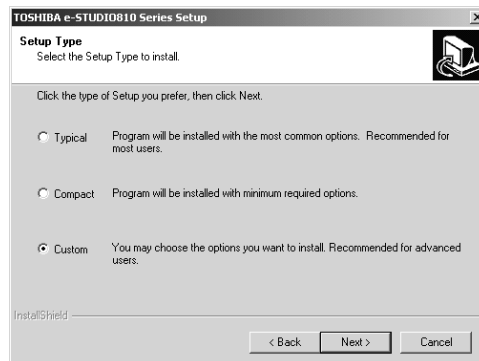 TOSHIBA e-STUDIO810 Series Setup
Setup Type
Select the Setup Type to install.
Click the type of Setup you prefer, then click Next.
Typical Program will be installed with the most common options. Recommended for
most users.
Compact Program will be installed with minimum required options.
Custom You may choose the options you want to install. Recommended for advanced
users.
InstallShield
< Back Next > Cancel